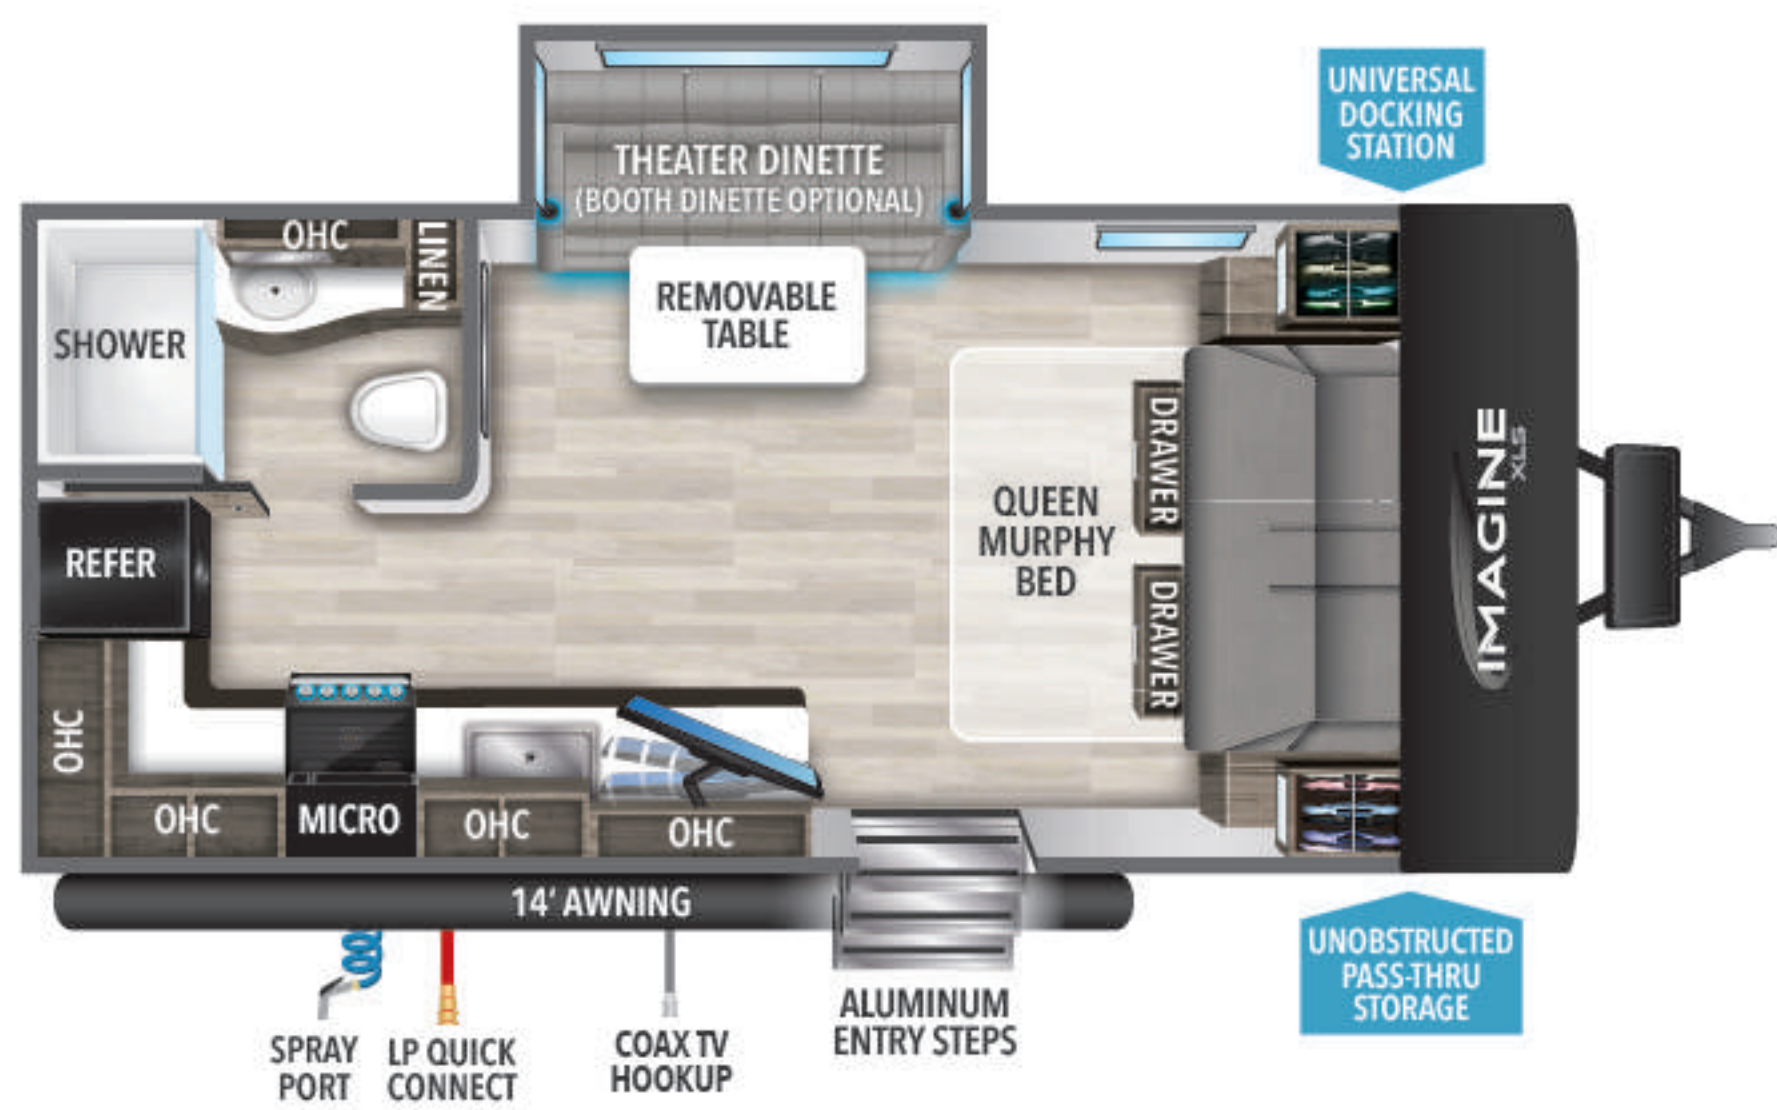 UNIVERSAL
DOCKING
STATION
THEATER DINETTE
(BOOTH DINETTE OPTIONAL)
OHC
LINEN
REMOVABLE
TABLE
SHOWER
DRAWER
QUEEN
MURPHY
BED
DRAWER
IMAGINE
XLS
REFER
OHC
OHC
MICRO
OHC
OHC
14' AWNING
UNOBSTRUCTED
PASS-THRU
STORAGE
SPRAY
PORT
LP QUICK
CONNECT
COAX TV
HOOKUP
ALUMINUM
ENTRY STEPS